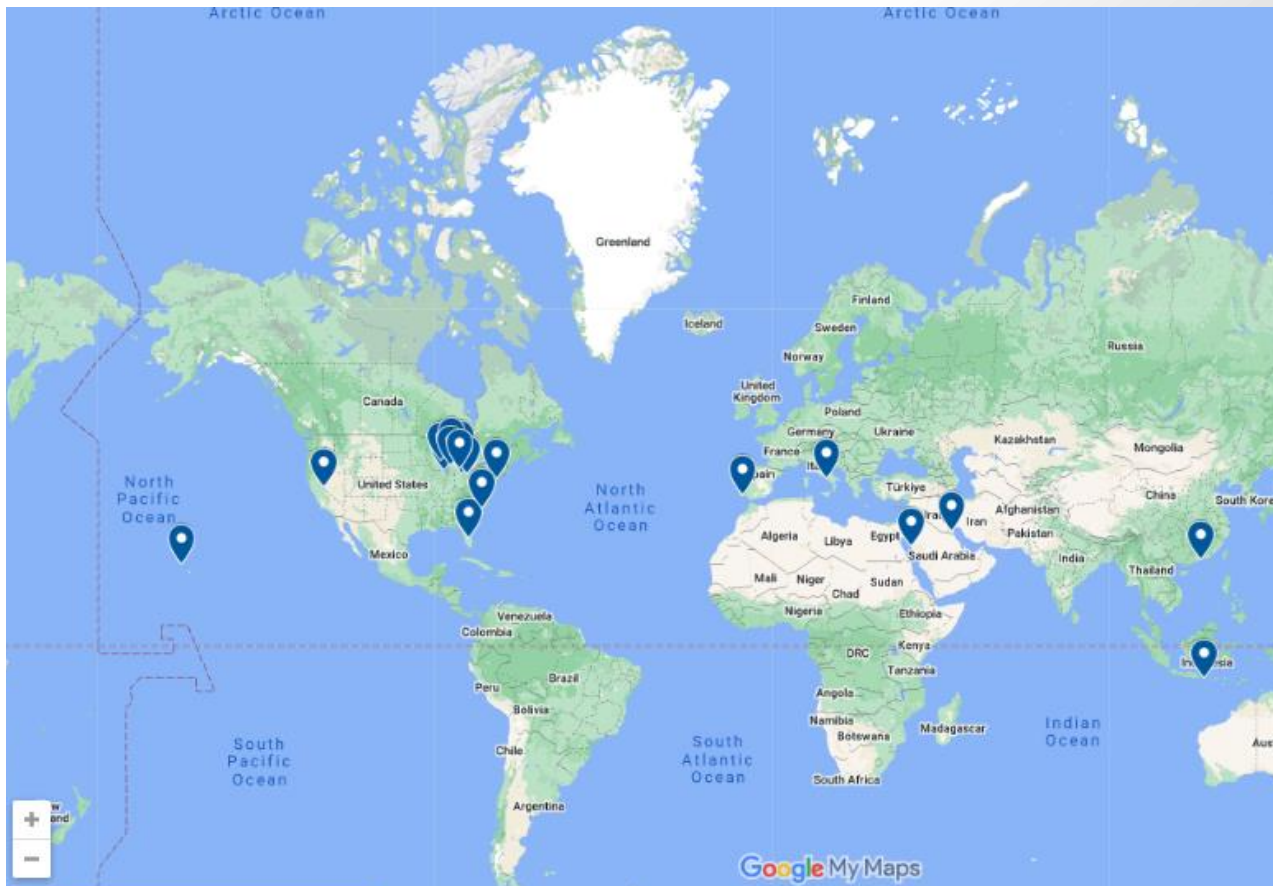 Arctic Ocean
Arctic Ocean
Greenland
Iceland
Finland
Sweden
Norway
Russia
Canada
United
Kingdom
Poland
Germany
Ukraine
France
Kazakhstan
Mongolia
North
Pacific
Ocean
United States
North
Atlantic
Ocean
Türkiye
China
South Kore
Afghanistan
Iran
Pakistan
Algeria
Libya
Egypt
Saudi Arabia
India
Mexico
Mali
Niger
Sudan
Chad
Thailand
Nigeria
Ethiopia
Venezuela
Colombia
DRC
Kenya
Tanzania
Peru
Brazil
Bolivia
Angola
Namibia
Botswana
Madagascar
Indian
Ocean
South
Pacific
Ocean
Chile
South
Atlantic
Ocean
South Africa
Argentina
Aus
+
−
Google My Maps